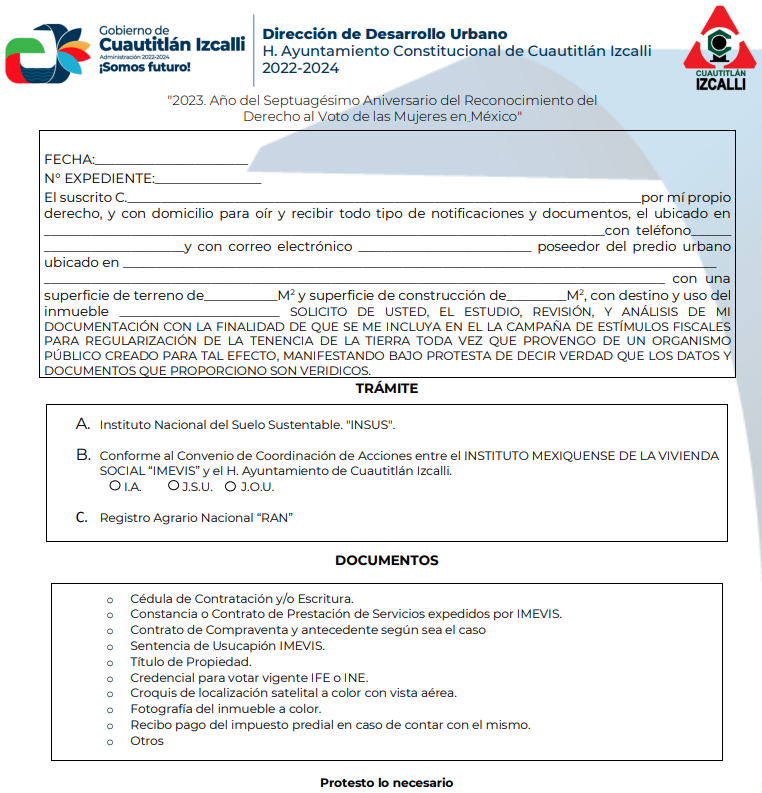 Gobierno de
Cuautitlán Izcalli
Administración 2022-2024
¡Somos futuro!
Dirección de Desarrollo Urbano
H. Ayuntamiento Constitucional de Cuautitlán Izcalli
2022-2024
CUAUTITLÁN
IZCALLI
"2023. Año del Septuagésimo Aniversario del Reconocimiento del
Derecho al Voto de las Mujeres en México"
FECHA:____________________
N° EXPEDIENTE:______________
El suscrito C.____________________________________________________________________por mí propio
derecho, y con domicilio para oír y recibir todo tipo de notificaciones y documentos, el ubicado en
__________________________________________________________________________con teléfono_____
__________________y con correo electrónico ______________________ poseedor del predio urbano
ubicado en ______________________________________________________________________________
__________________________________________________________________________________ con una
superficie de terreno de_________M² y superficie de construcción de________M², con destino y uso del
inmueble _____________________ SOLICITO DE USTED, EL ESTUDIO, REVISIÓN, Y ANÁLISIS DE MI
DOCUMENTACIÓN CON LA FINALIDAD DE QUE SE ME INCLUYA EN EL LA CAMPAÑA DE ESTÍMULOS FISCALES
PARA REGULARIZACIÓN DE LA TENENCIA DE LA TIERRA TODA VEZ QUE PROVENGO DE UN ORGANISMO
PÚBLICO CREADO PARA TAL EFECTO, MANIFESTANDO BAJO PROTESTA DE DECIR VERDAD QUE LOS DATOS Y
DOCUMENTOS QUE PROPORCIONO SON VERIDICOS.
TRÁMITE
A. Instituto Nacional del Suelo Sustentable. "INSUS".
B. Conforme al Convenio de Coordinación de Acciones entre el INSTITUTO MEXIQUENSE DE LA VIVIENDA
SOCIAL "IMEVIS" y el H. Ayuntamiento de Cuautitlán Izcalli.
○ I.A. ○ J.S.U. ○ J.O.U.
C. Registro Agrario Nacional "RAN"
DOCUMENTOS
o Cédula de Contratación y/o Escritura.
o Constancia o Contrato de Prestación de Servicios expedidos por IMEVIS.
o Contrato de Compraventa y antecedente según sea el caso
o Sentencia de Usucapión IMEVIS.
o Título de Propiedad.
o Credencial para votar vigente IFE o INE.
o Croquis de localización satelital a color con vista aérea.
o Fotografía del inmueble a color.
o Recibo pago del impuesto predial en caso de contar con el mismo.
o Otros
Protesto lo necesario